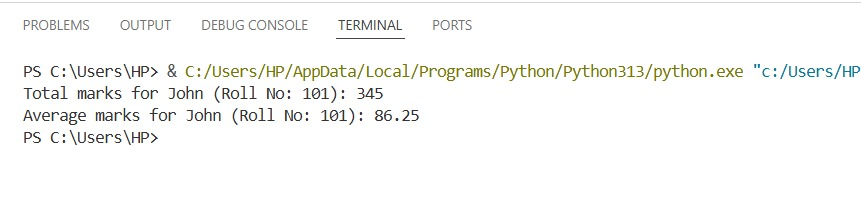 PROBLEMS OUTPUT DEBUG CONSOLE TERMINAL PORTS
PS C:\Users\HP> & C:/Users/HP/AppData/Local/Programs/Python/Python313/python.exe "c:/Users/HP
Total marks for John (Roll No: 101): 345
Average marks for John (Roll No: 101): 86.25
PS C:\Users\HP>